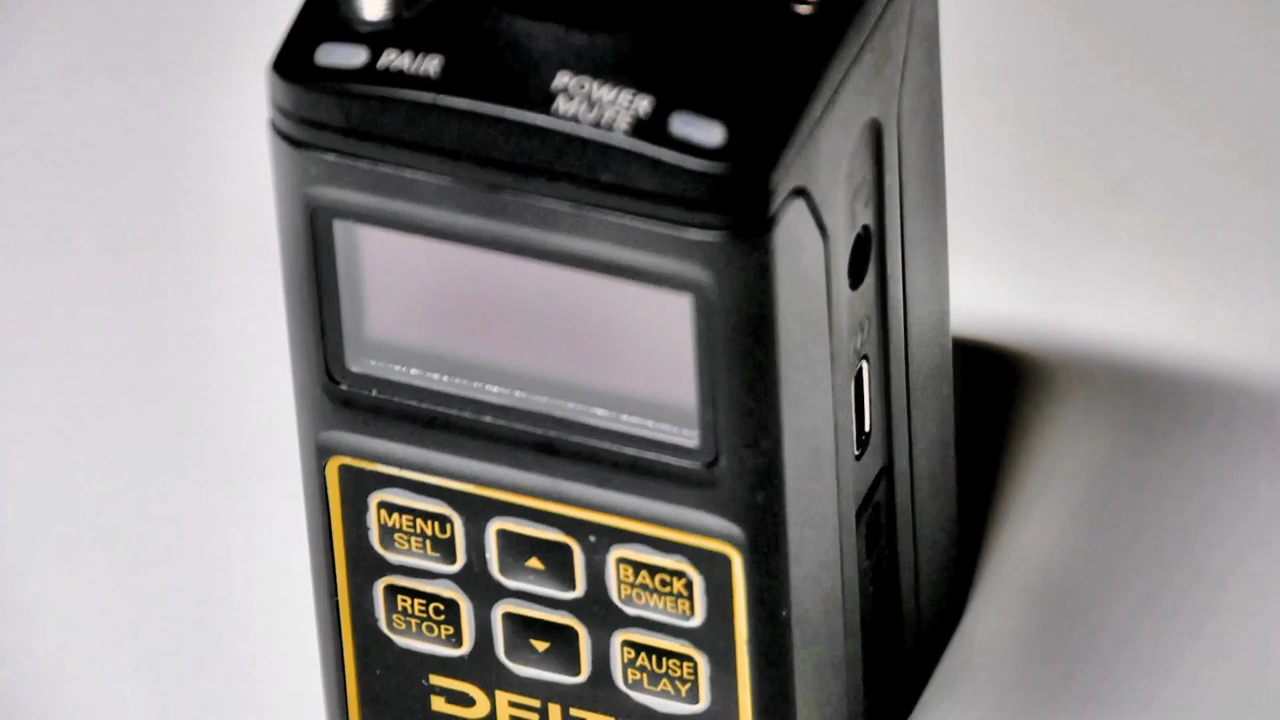 PAIR
POWER
MUTE
MENU
SEL
BACK
POWER
REC
STOP
PAUSE
PLAY